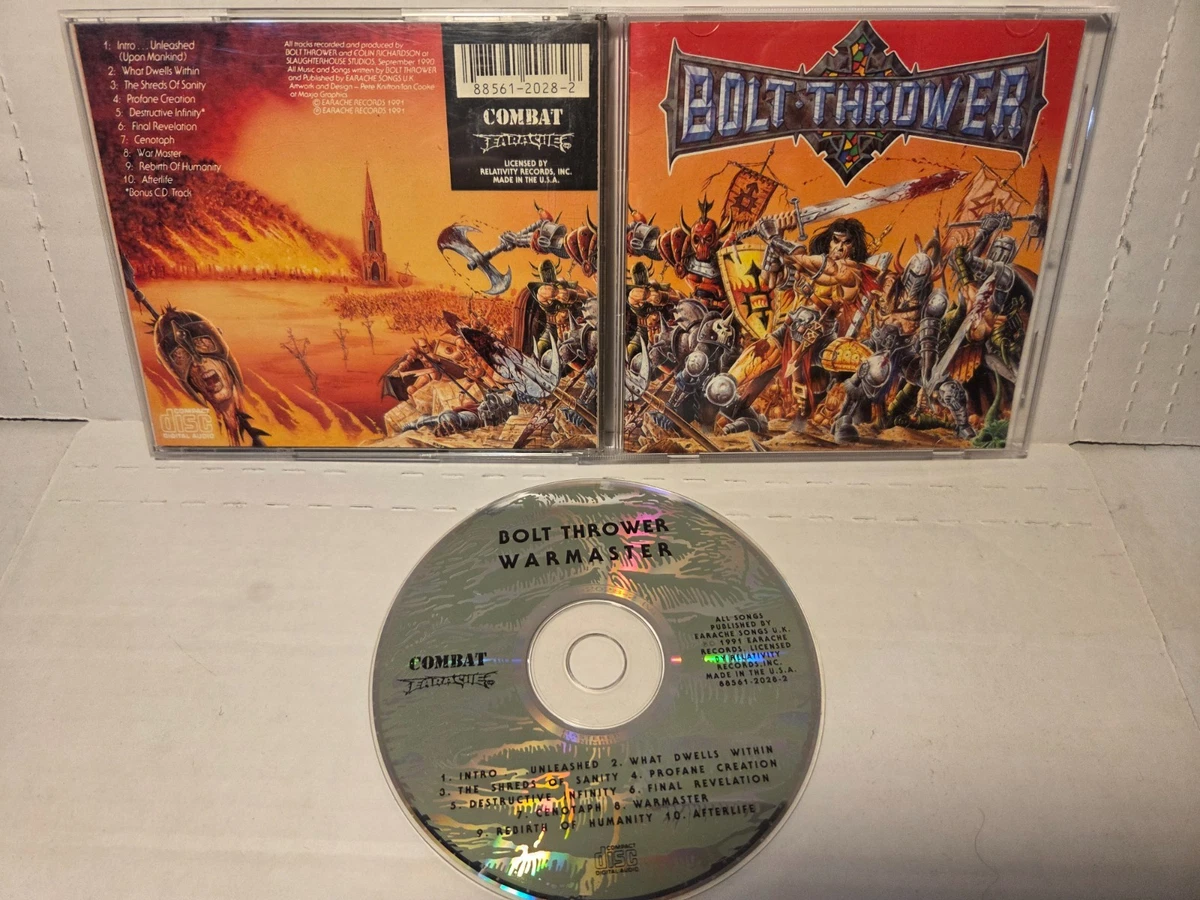 1: Intro . . . Unleashed
(Upon Mankind)
2: What Dwells Within
3: The Shreds Of Sanity
4: Profane Creation
5: Destructive Infinity*
6: Final Revelation
7: Cenotaph
8: War Master
9: Rebirth Of Humanity
10. Afterlife
*Bonus C.D. Track
All tracks recorded and produced by
BOLT THROWER and COLIN RICHARDSON at
SLAUGHTERHOUSE STUDIOS, September 1990
All Music and Songs written by BOLT THROWER
and Published by EARACHE SONGS U.K.
Artwork and Design – Pete Knifton/Ian Cooke
at Maxja Graphics
© EARACHE RECORDS 1991
℗ EARACHE RECORDS 1991
88561-2028-2
COMBAT
EARACHE
LICENSED BY
RELATIVITY RECORDS, INC.
MADE IN THE U.S.A.
COMPACT
disc
DIGITAL AUDIO
BOLT·THROWER
BOLT THROWER
WARMASTER
COMBAT
EARACHE
ALL SONGS
PUBLISHED BY
EARACHE SONGS U.K.
1991 EARACHE
RECORDS, LICENSED
BY RELATIVITY
RECORDS, INC.
MADE IN THE U.S.A.
88561-2028-2
1. INTRO UNLEASHED 2. WHAT DWELLS WITHIN
3. THE SHREDS OF SANITY 4. PROFANE CREATION
5. DESTRUCTIVE INFINITY 6. FINAL REVELATION
7. CENOTAPH 8. WARMASTER
9. REBIRTH OF HUMANITY 10. AFTERLIFE
COMPACT
disc
DIGITAL AUDIO